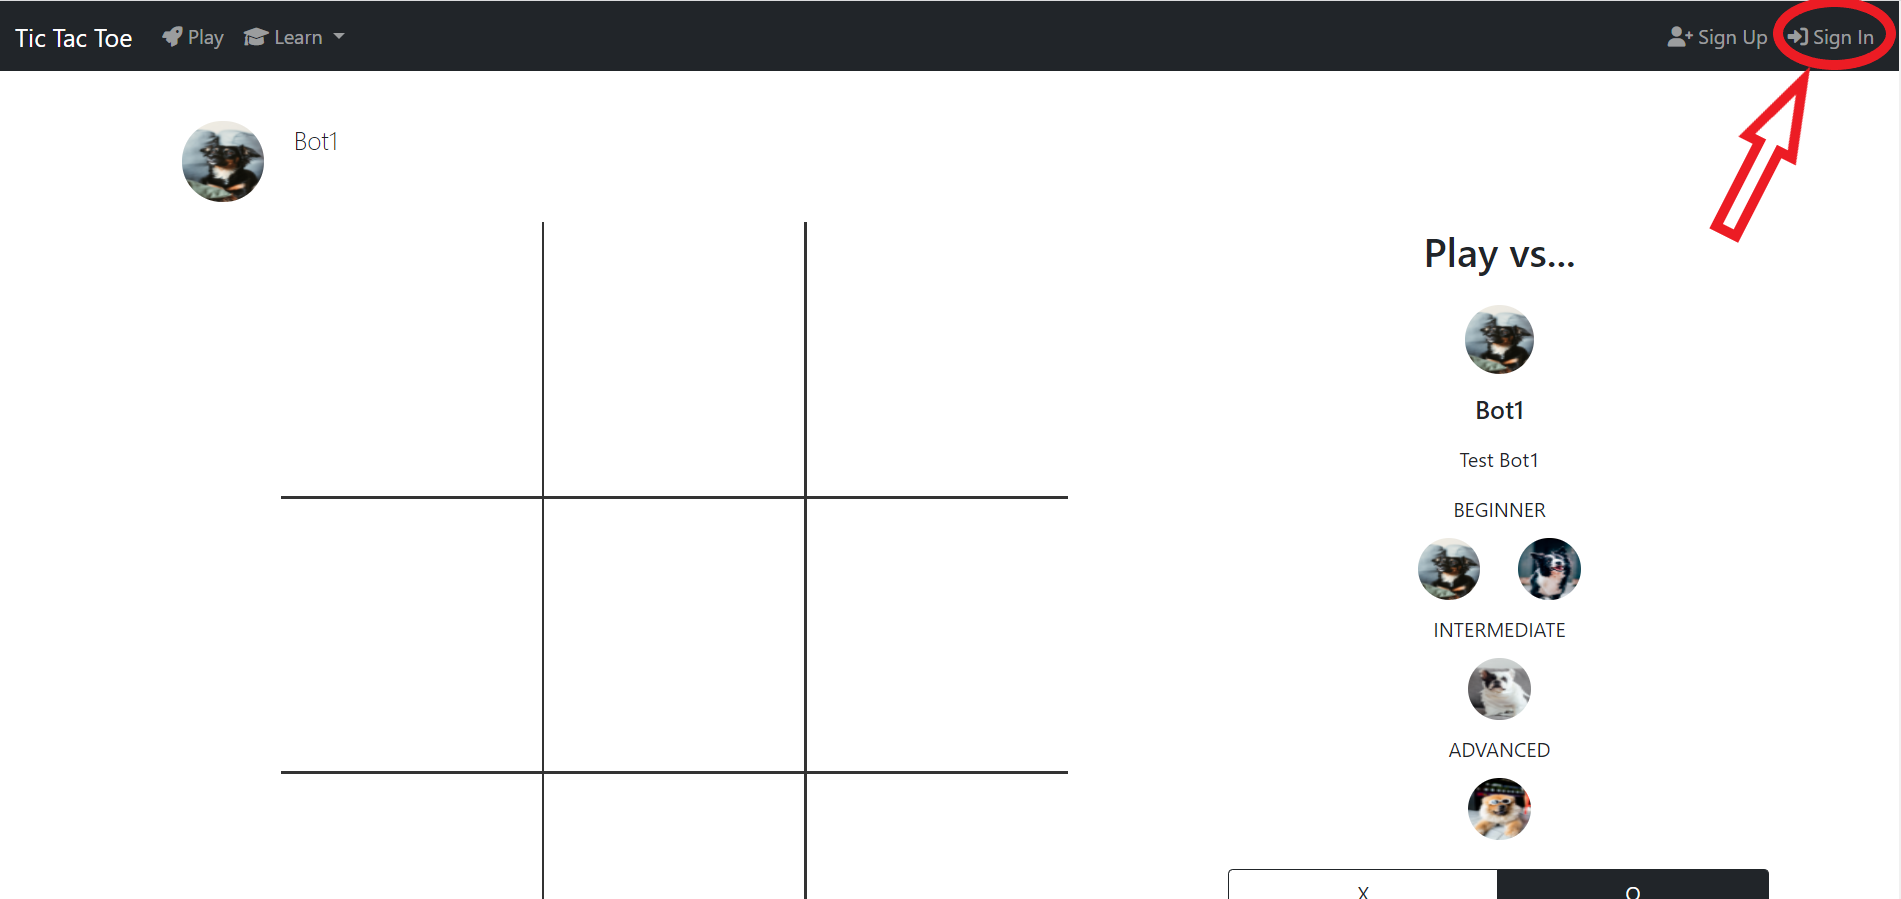 Tic Tac Toe Play Learn Sign Up Sign In
Bot1
Play vs...
Bot1
Test Bot1
BEGINNER
INTERMEDIATE
ADVANCED
X O